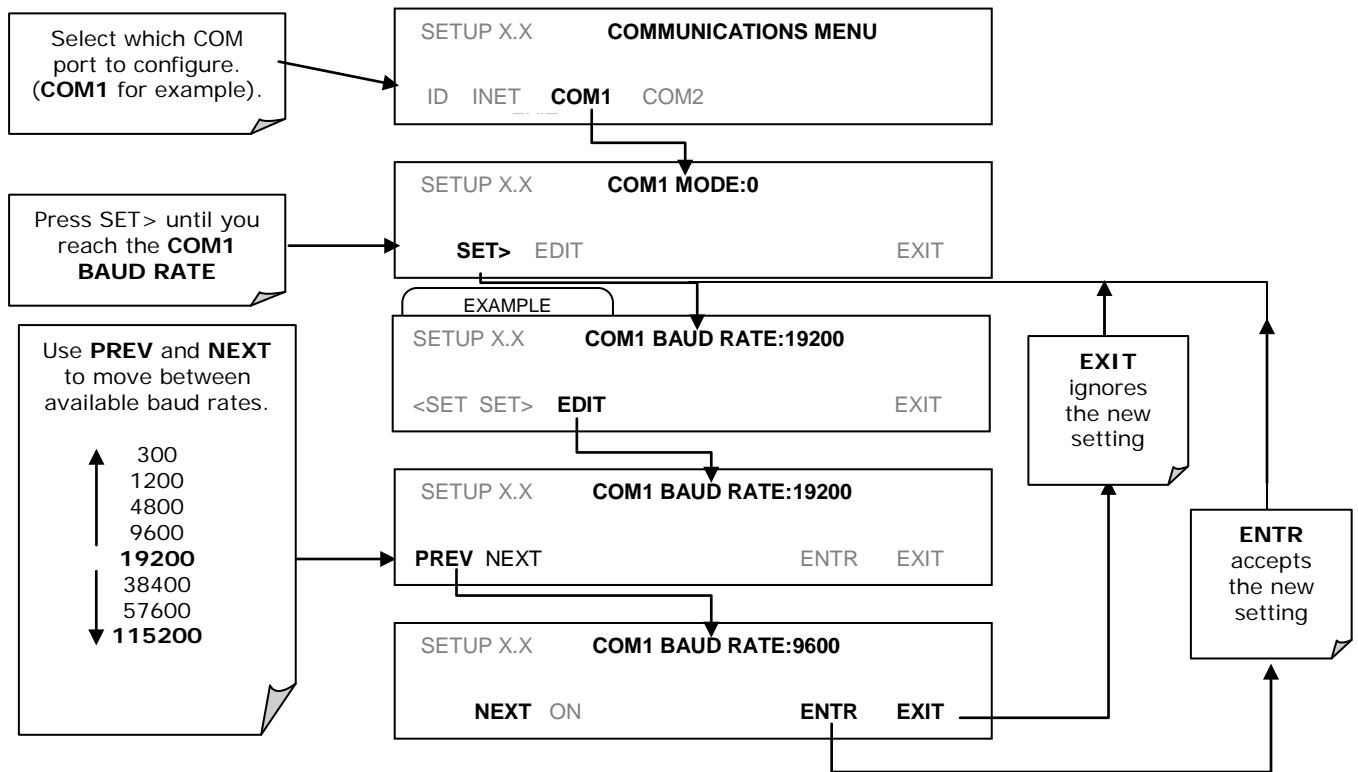 Select which COM
port to configure.
(COM1 for example).
SETUP X.X COMMUNICATIONS MENU
ID INET COM1 COM2
Press SET> until you
reach the COM1
BAUD RATE
SETUP X.X COM1 MODE:0
SET> EDIT EXIT
EXAMPLE
SETUP X.X COM1 BAUD RATE:19200
<SET SET> EDIT EXIT
Use PREV and NEXT
to move between
available baud rates.
300
1200
4800
9600
19200
38400
57600
115200
SETUP X.X COM1 BAUD RATE:19200
PREV NEXT ENTR EXIT
SETUP X.X COM1 BAUD RATE:9600
NEXT ON ENTR EXIT
EXIT
ignores
the new
setting
ENTR
accepts
the new
setting